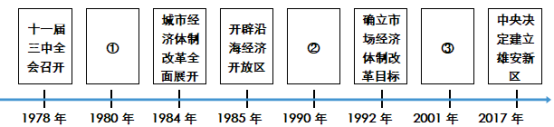 十一届
三中全
会召开
①
城市经
济体制
改革全
面展开
开辟沿
海经济
开放区
②
确立市
场经济
体制改
革目标
③
中央决
定建立
雄安新
区
1978 年
1980 年
1984 年
1985 年
1990 年
1992 年
2001 年
2017 年